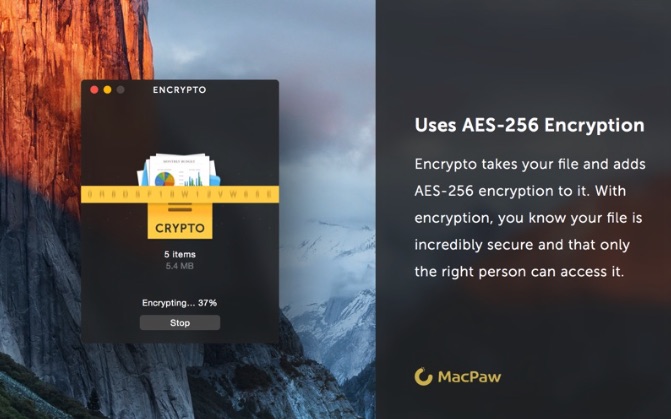 ENCRYPTO
CRYPTO
5 items
5.4 MB
Encrypting... 37%
Stop
Uses AES-256 Encryption
Encrypto takes your file and adds
AES-256 encryption to it. With
encryption, you know your file is
incredibly secure and that only
the right person can access it.
MacPaw